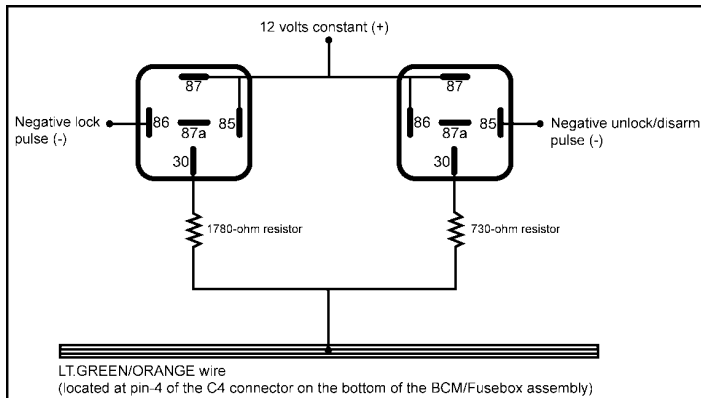 12 volts constant (+)
87
87
Negative lock
pulse (-)
86
87a
85
86
87a
85
Negative unlock/disarm
pulse (-)
30
30
1780-ohm resistor
730-ohm resistor
LT.GREEN/ORANGE wire
(located at pin-4 of the C4 connector on the bottom of the BCM/Fusebox assembly)